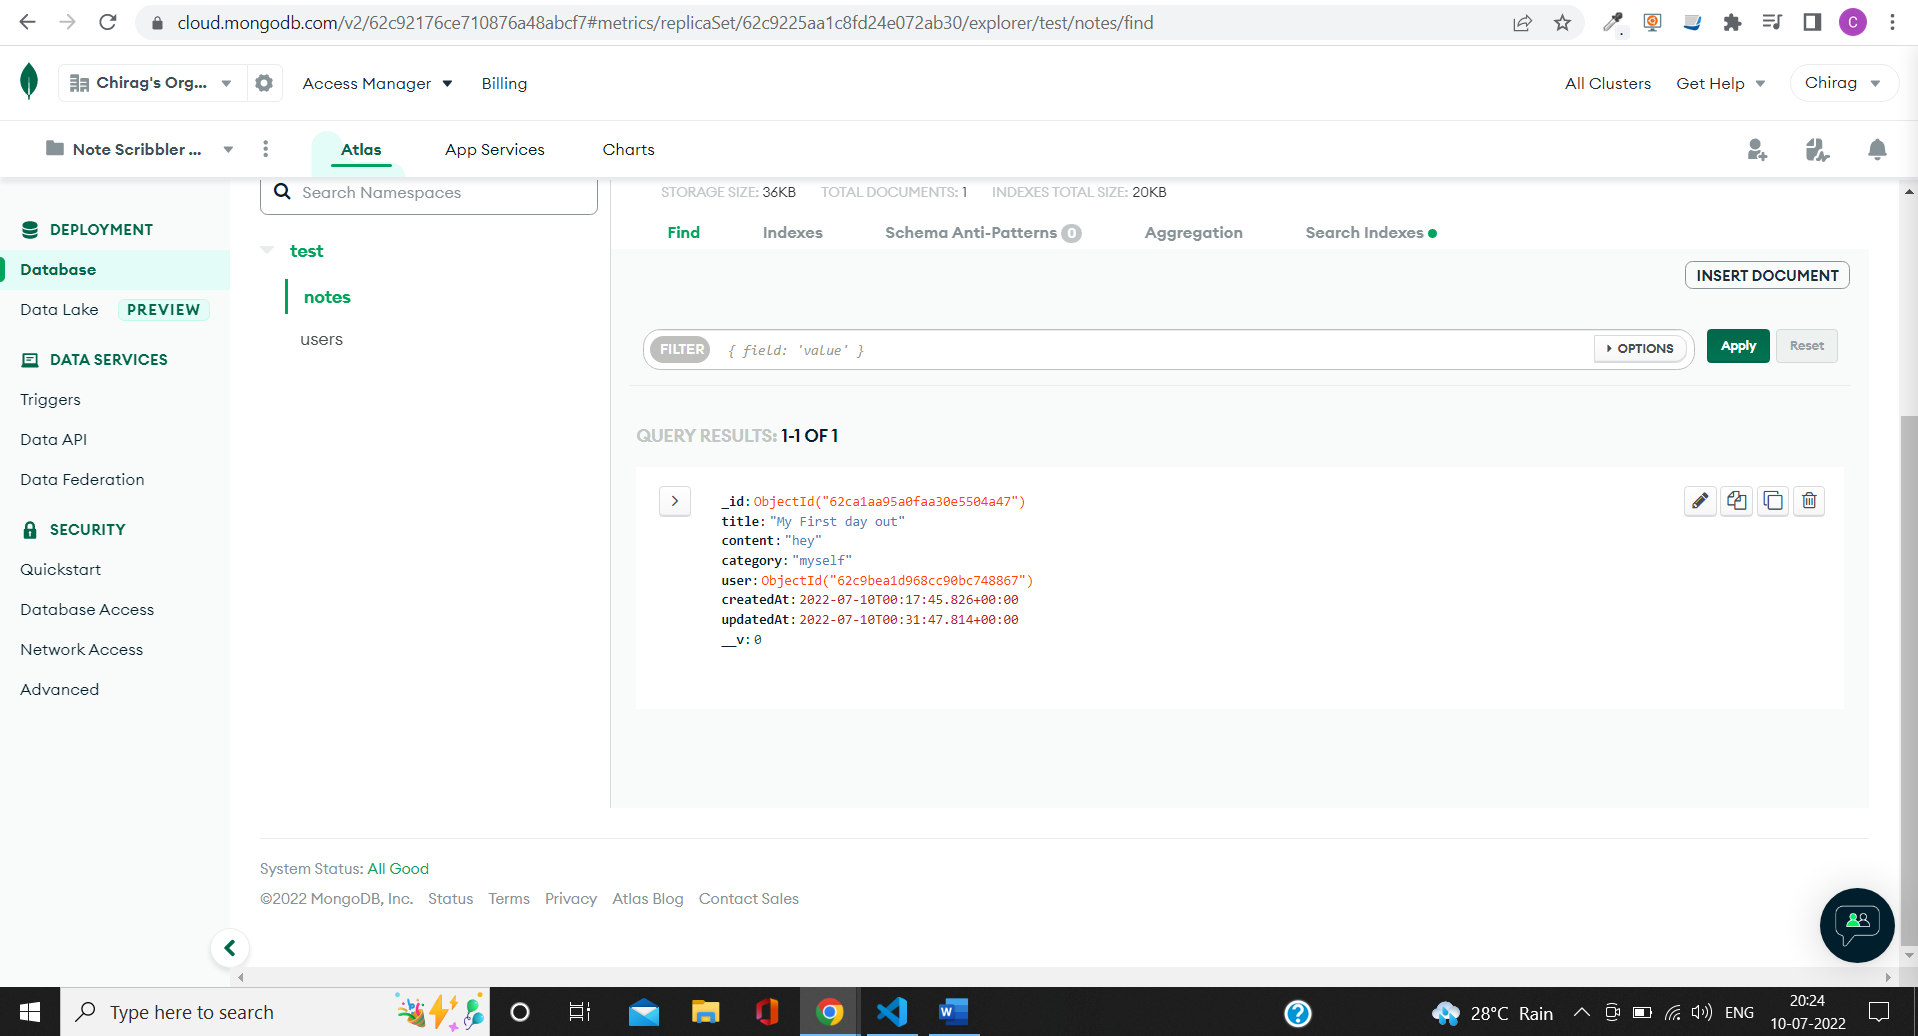 cloud.mongodb.com/v2/62c92176ce710876a48abcf7#metrics/replicaSet/62c9225aa1c8fd24e072ab30/explorer/test/notes/find
C
Chirag's Org...
Access Manager
Billing
All Clusters
Get Help
Chirag
Note Scribbler ...
Atlas
App Services
Charts
Search Namespaces
STORAGE SIZE: 36KB TOTAL DOCUMENTS: 1 INDEXES TOTAL SIZE: 20KB
DEPLOYMENT
Database
Data Lake PREVIEW
DATA SERVICES
Triggers
Data API
Data Federation
SECURITY
Quickstart
Database Access
Network Access
Advanced
test
notes
users
Find
Indexes
Schema Anti-Patterns 0
Aggregation
Search Indexes
INSERT DOCUMENT
FILTER { field: 'value' }
OPTIONS
Apply
Reset
QUERY RESULTS: 1-1 OF 1
_id: ObjectId("62ca1aa95a0faa30e5504a47")
title: "My First day out"
content: "hey"
category: "myself"
user: ObjectId("62c9bea1d968cc90bc748867")
createdAt: 2022-07-10T00:17:45.826+00:00
updatedAt: 2022-07-10T00:31:47.814+00:00
__v: 0
System Status: All Good
©2022 MongoDB, Inc. Status Terms Privacy Atlas Blog Contact Sales
Type here to search
28°C Rain
ENG
20:24
10-07-2022